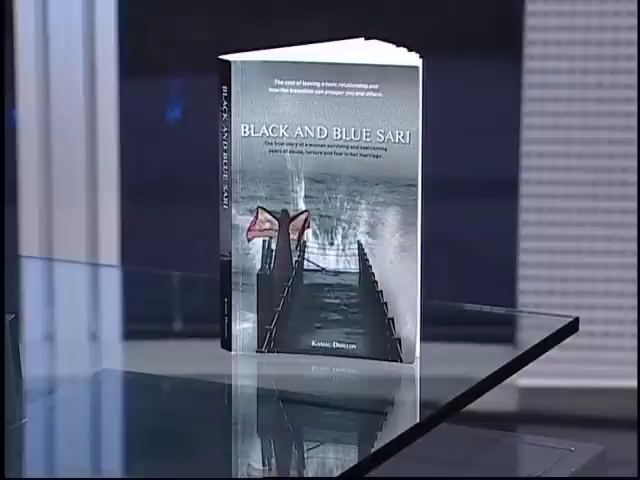 The cost of leaving a toxic relationship and
how the transition can prosper you and others.
BLACK AND BLUE SARI
The true story of a woman surviving and overcoming
years of abuse, torture and fear in her marriage.
KAMAL DHILLON
BLACK AND BLUE SARI